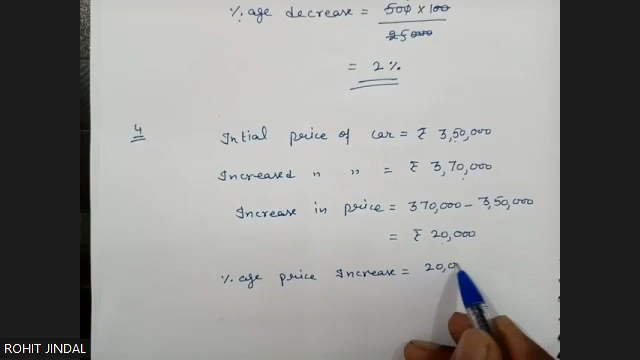 % age decrease = 500 x 100
25000
= 2%
4 Intial price of car = ₹ 3,50,000
Increased " " = ₹ 3,70,000
Increase in price = 370,000 - 3,50,000
= ₹ 20,000
% age price Increase = 20,0
ROHIT JINDAL